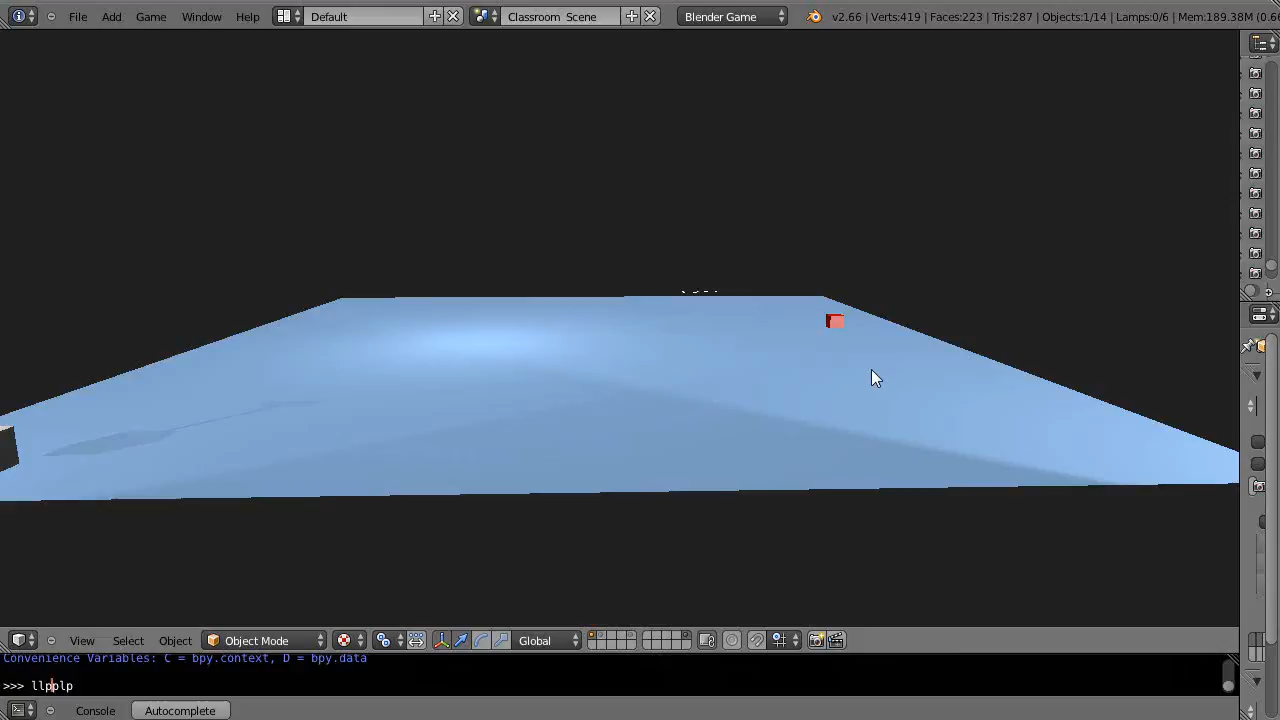 File Add Game Window Help Default Classroom Scene Blender Game v2.66 | Verts:419 | Faces:223 | Tris:287 | Objects:1/14 | Lamps:0/6 | Mem:189.38M (0.6
View Select Object Object Mode Global
Convenience Variables: C = bpy.context, D = bpy.data
>>> llpplp
Console Autocomplete